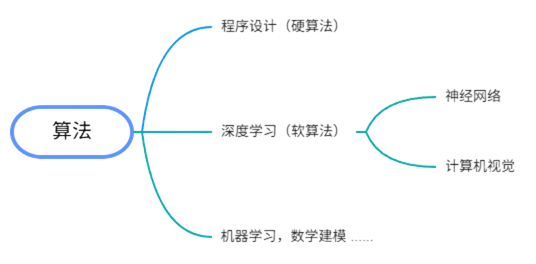 算法
程序设计（硬算法）
深度学习（软算法）
神经网络
计算机视觉
机器学习，数学建模 ......